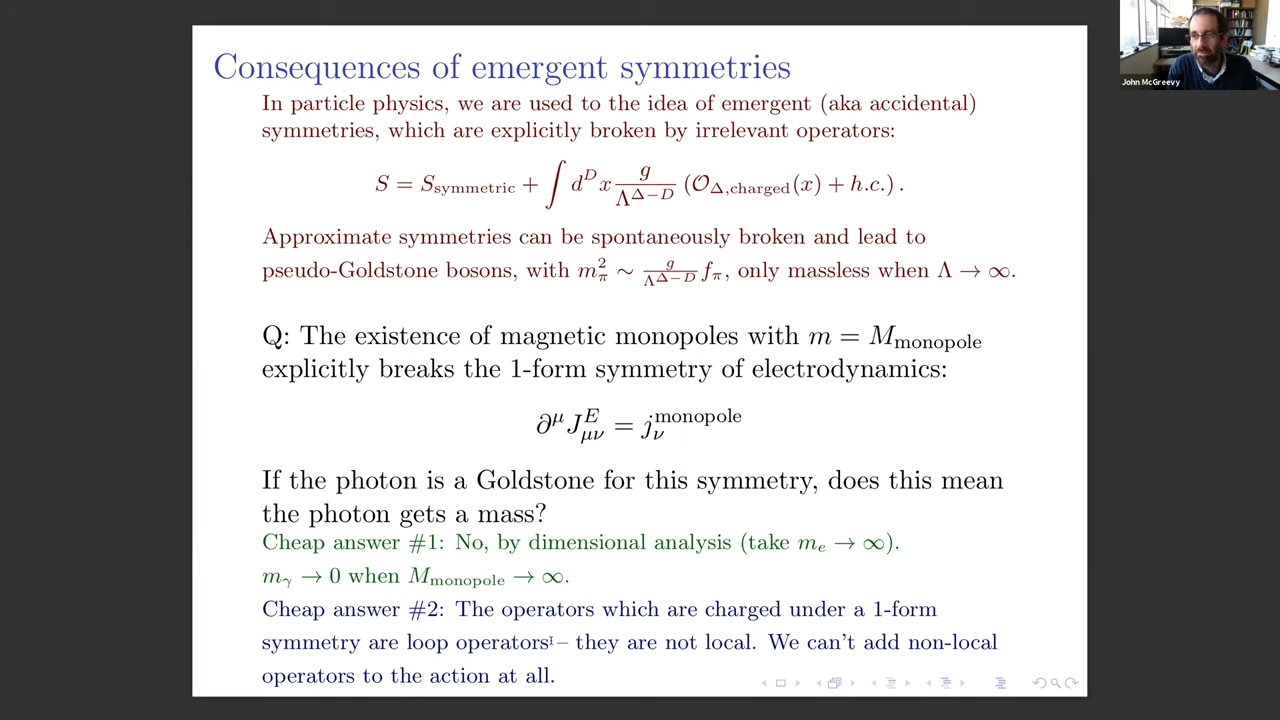 Consequences of emergent symmetries
In particle physics, we are used to the idea of emergent (aka accidental)
symmetries, which are explicitly broken by irrelevant operators:
S = S_symmetric + ∫ d^D x g/Λ^{Δ−D} (O_{Δ,charged}(x) + h.c.) .
Approximate symmetries can be spontaneously broken and lead to
pseudo-Goldstone bosons, with m_π^2 ∼ g/Λ^{Δ−D} f_π, only massless when Λ → ∞.
Q: The existence of magnetic monopoles with m = M_monopole
explicitly breaks the 1-form symmetry of electrodynamics:
∂^μ J^E_{μν} = j_ν^monopole
If the photon is a Goldstone for this symmetry, does this mean
the photon gets a mass?
Cheap answer #1: No, by dimensional analysis (take m_e → ∞).
m_γ → 0 when M_monopole → ∞.
Cheap answer #2: The operators which are charged under a 1-form
symmetry are loop operators – they are not local. We can't add non-local
operators to the action at all.
John McGreevy